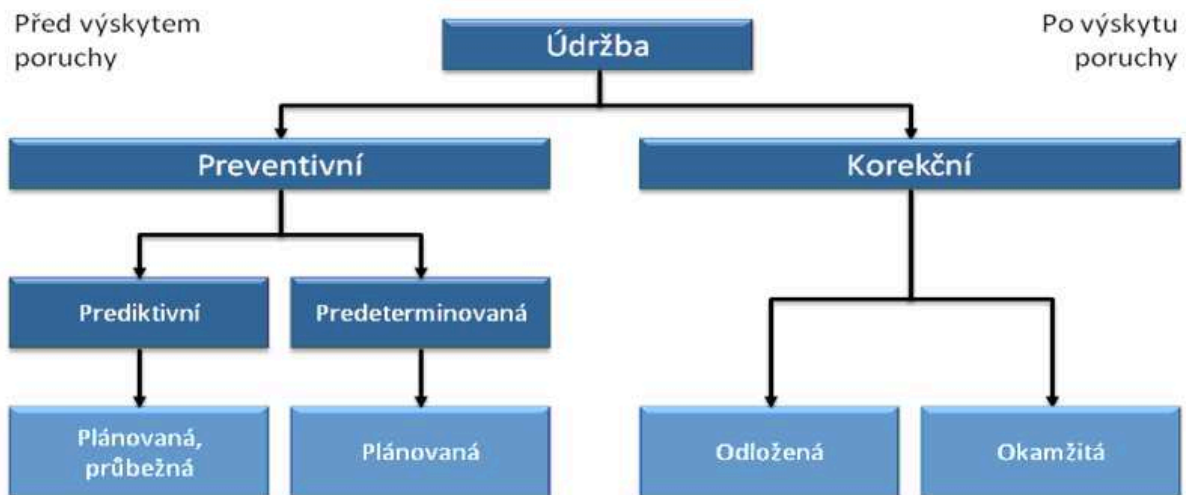 Před výskytem
poruchy
Údržba
Po výskytu
poruchy
Preventivní
Korekční
Prediktivní
Predeterminovaná
Plánovaná,
průbežná
Plánovaná
Odložená
Okamžitá